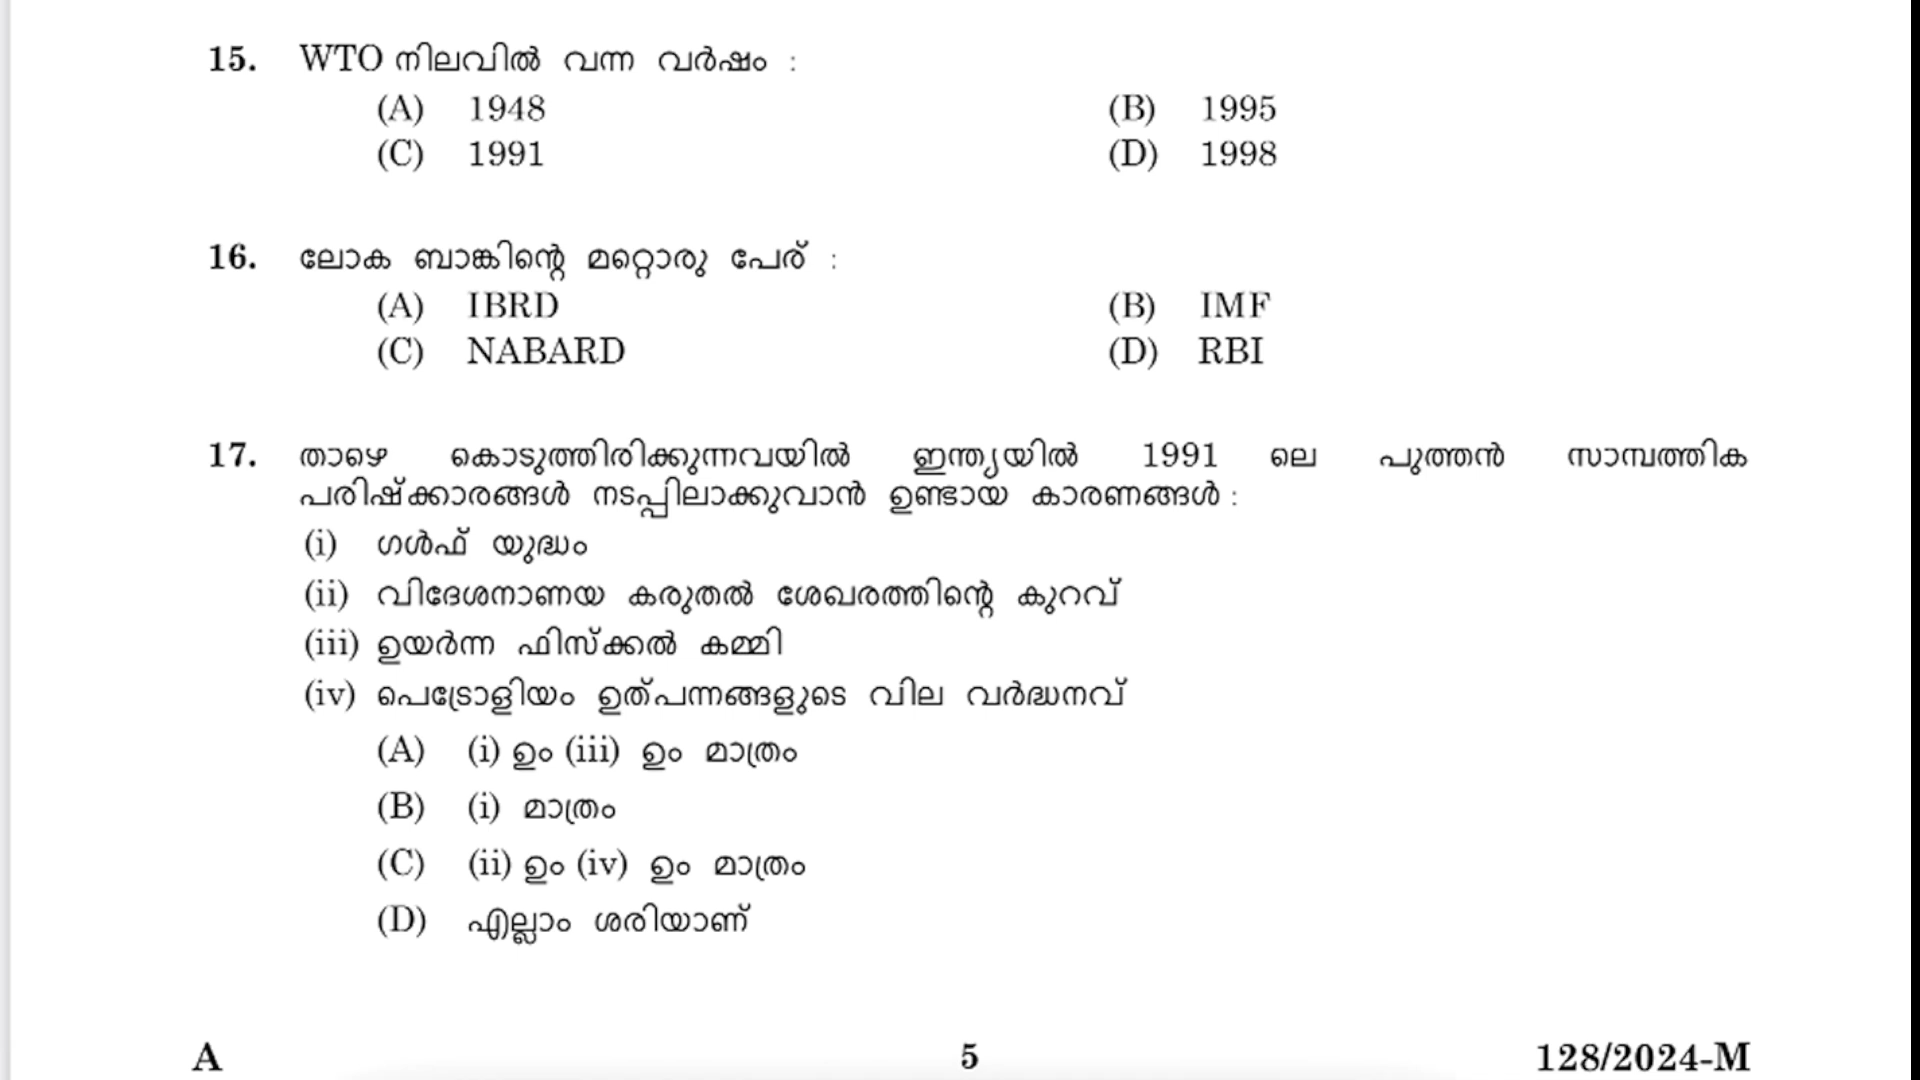 15. WTO നിലവിൽ വന്ന വർഷം :
(A) 1948 (B) 1995
(C) 1991 (D) 1998
16. ലോക ബാങ്കിന്റെ മറ്റൊരു പേര് :
(A) IBRD (B) IMF
(C) NABARD (D) RBI
17. താഴെ കൊടുത്തിരിക്കുന്നവയിൽ ഇന്ത്യയിൽ 1991 ലെ പുത്തൻ സാമ്പത്തിക
പരിഷ്ക്കാരങ്ങൾ നടപ്പിലാക്കുവാൻ ഉണ്ടായ കാരണങ്ങൾ :
(i) ഗൾഫ് യുദ്ധം
(ii) വിദേശനാണയ കരുതൽ ശേഖരത്തിന്റെ കുറവ്
(iii) ഉയർന്ന ഫിസ്ക്കൽ കമ്മി
(iv) പെട്രോളിയം ഉത്പന്നങ്ങളുടെ വില വർദ്ധനവ്
(A) (i) ഉം (iii) ഉം മാത്രം
(B) (i) മാത്രം
(C) (ii) ഉം (iv) ഉം മാത്രം
(D) എല്ലാം ശരിയാണ്
A 5 128/2024-M